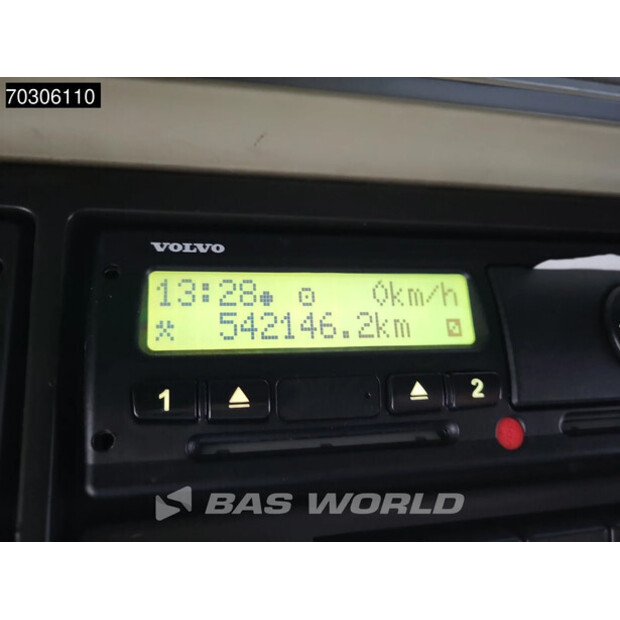 70306110
VOLVO
13:28 0km/h
542146.2km
1 2
BAS WORLD